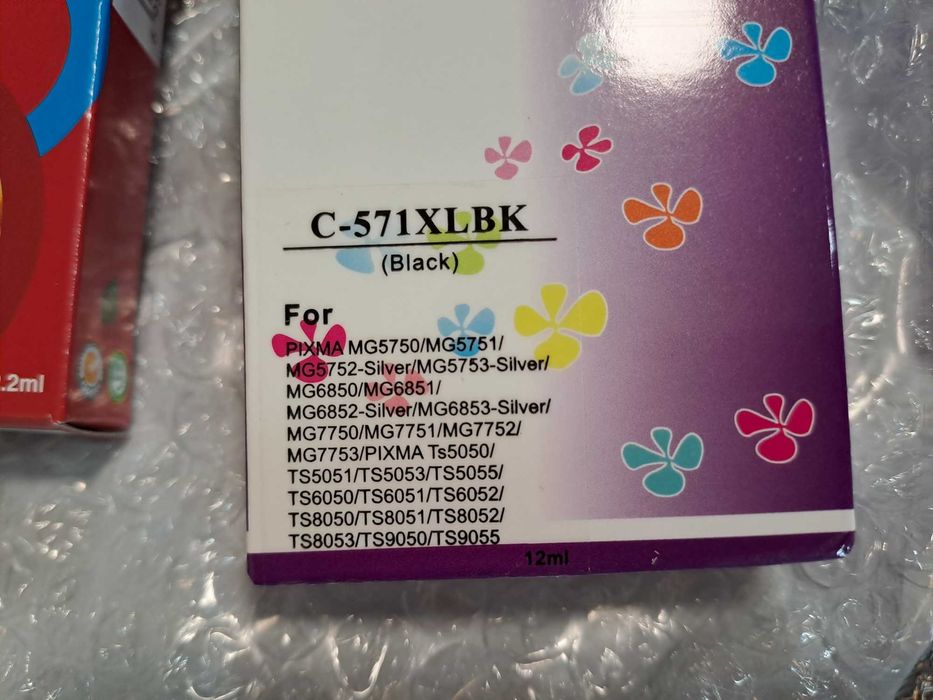 C-571XLBK
(Black)
For
PIXMA MG5750/MG5751/
MG5752-Silver/MG5753-Silver/
MG6850/MG6851/
MG6852-Silver/MG6853-Silver/
MG7750/MG7751/MG7752/
MG7753/PIXMA Ts5050/
TS5051/TS5053/TS5055/
TS6050/TS6051/TS6052/
TS8050/TS8051/TS8052/
TS8053/TS9050/TS9055
12ml
.2ml